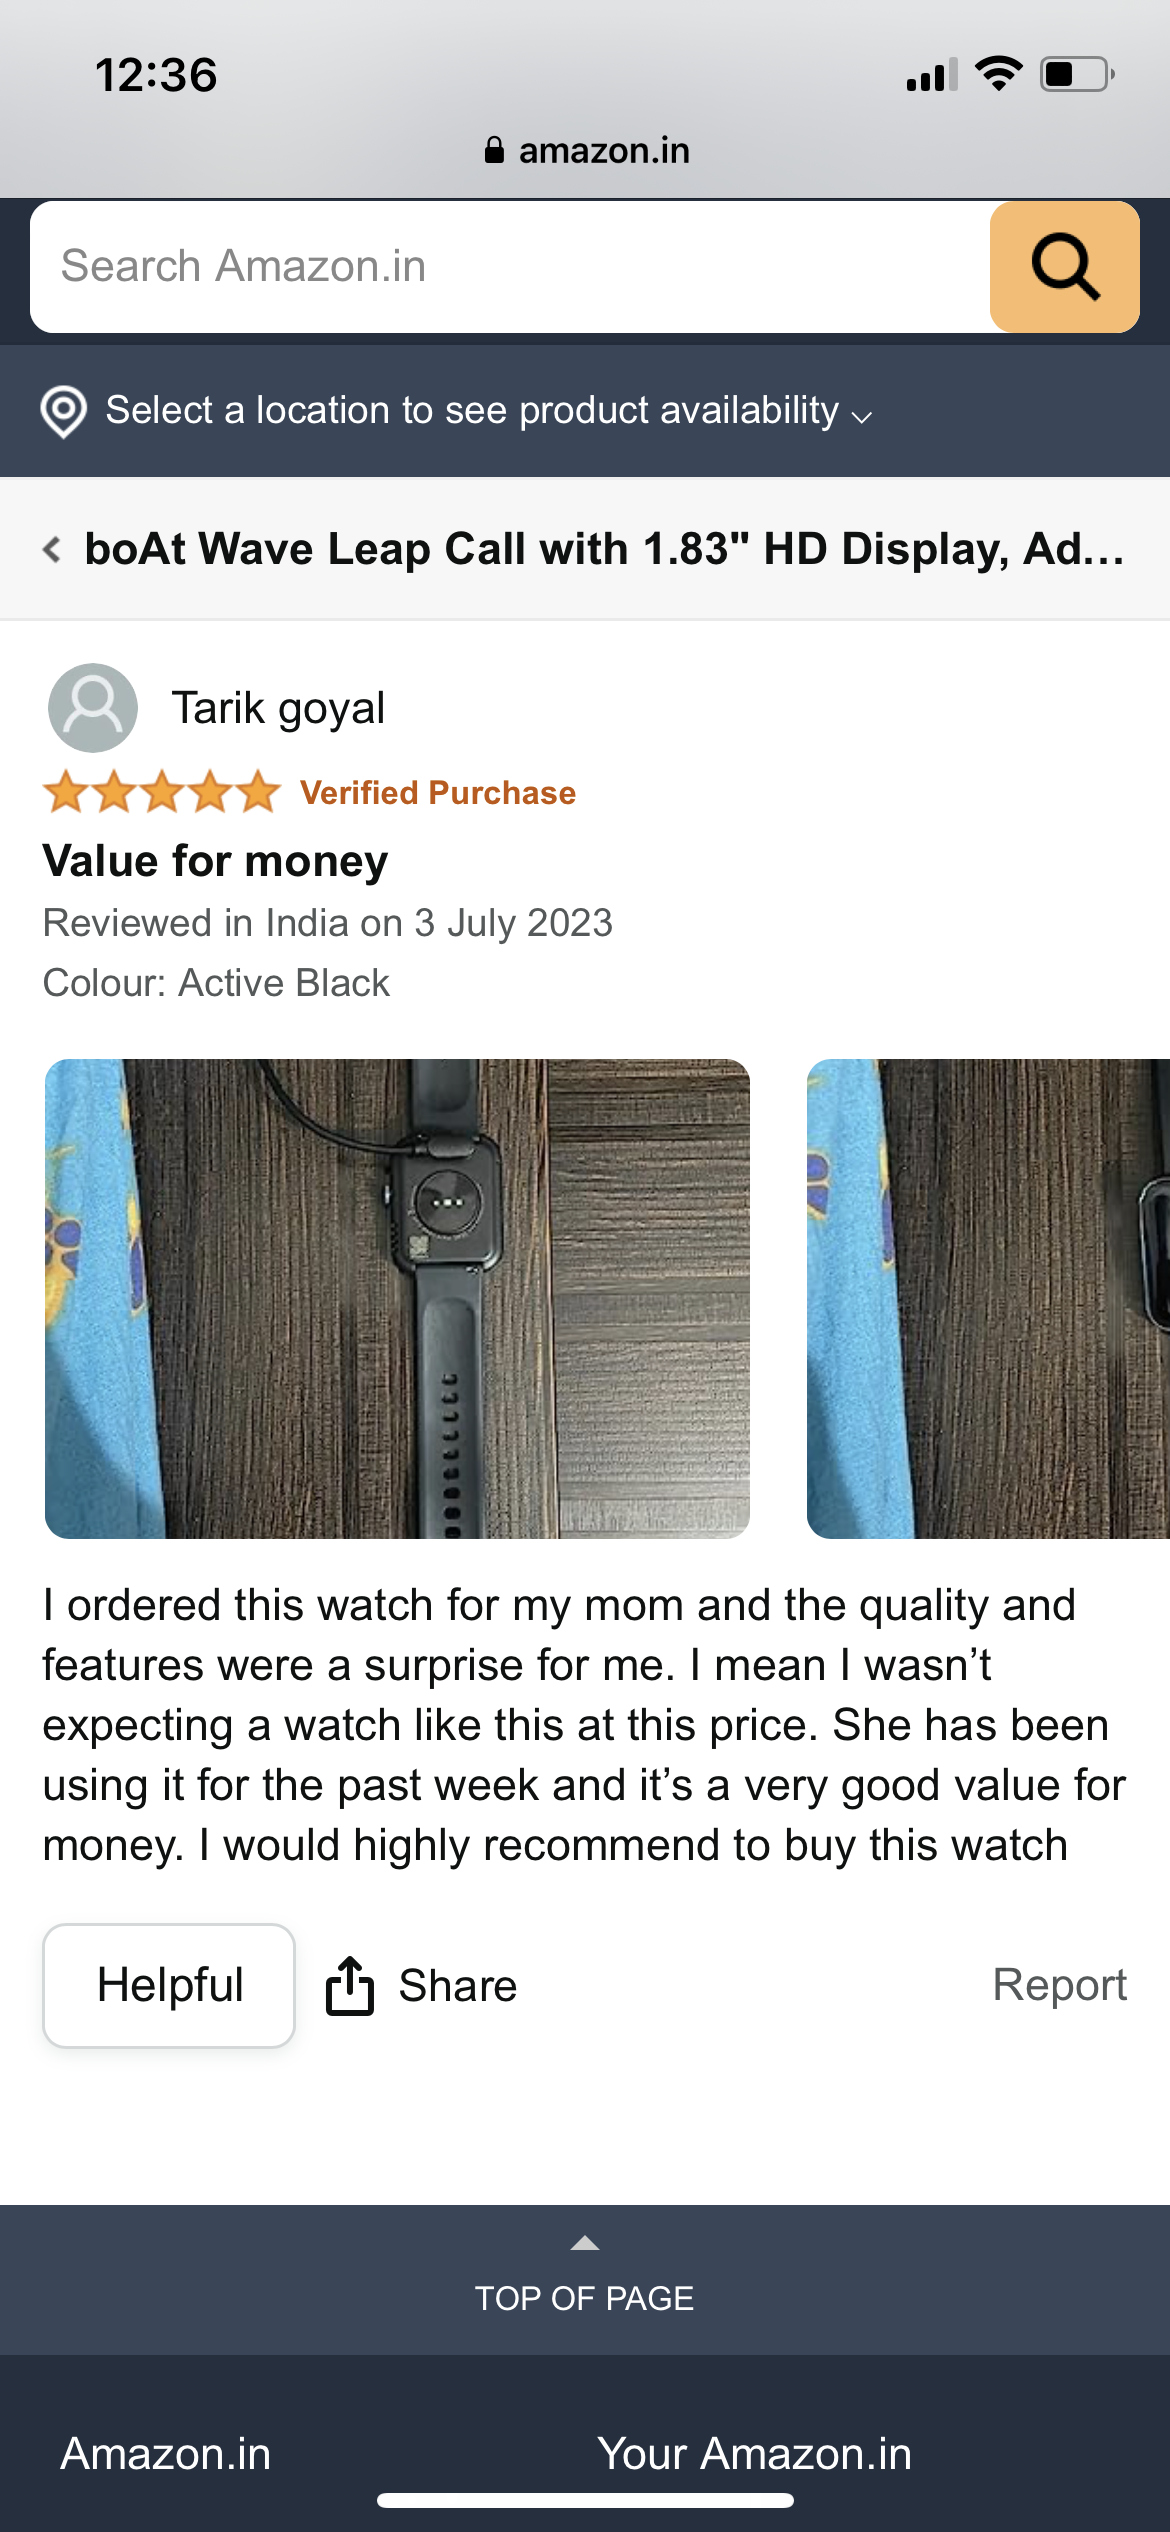 12:36
amazon.in
Search Amazon.in
Select a location to see product availability
boAt Wave Leap Call with 1.83" HD Display, Ad...
Tarik goyal
Verified Purchase
Value for money
Reviewed in India on 3 July 2023
Colour: Active Black
I ordered this watch for my mom and the quality and
features were a surprise for me. I mean I wasn’t
expecting a watch like this at this price. She has been
using it for the past week and it’s a very good value for
money. I would highly recommend to buy this watch
Helpful
Share
Report
TOP OF PAGE
Amazon.in
Your Amazon.in